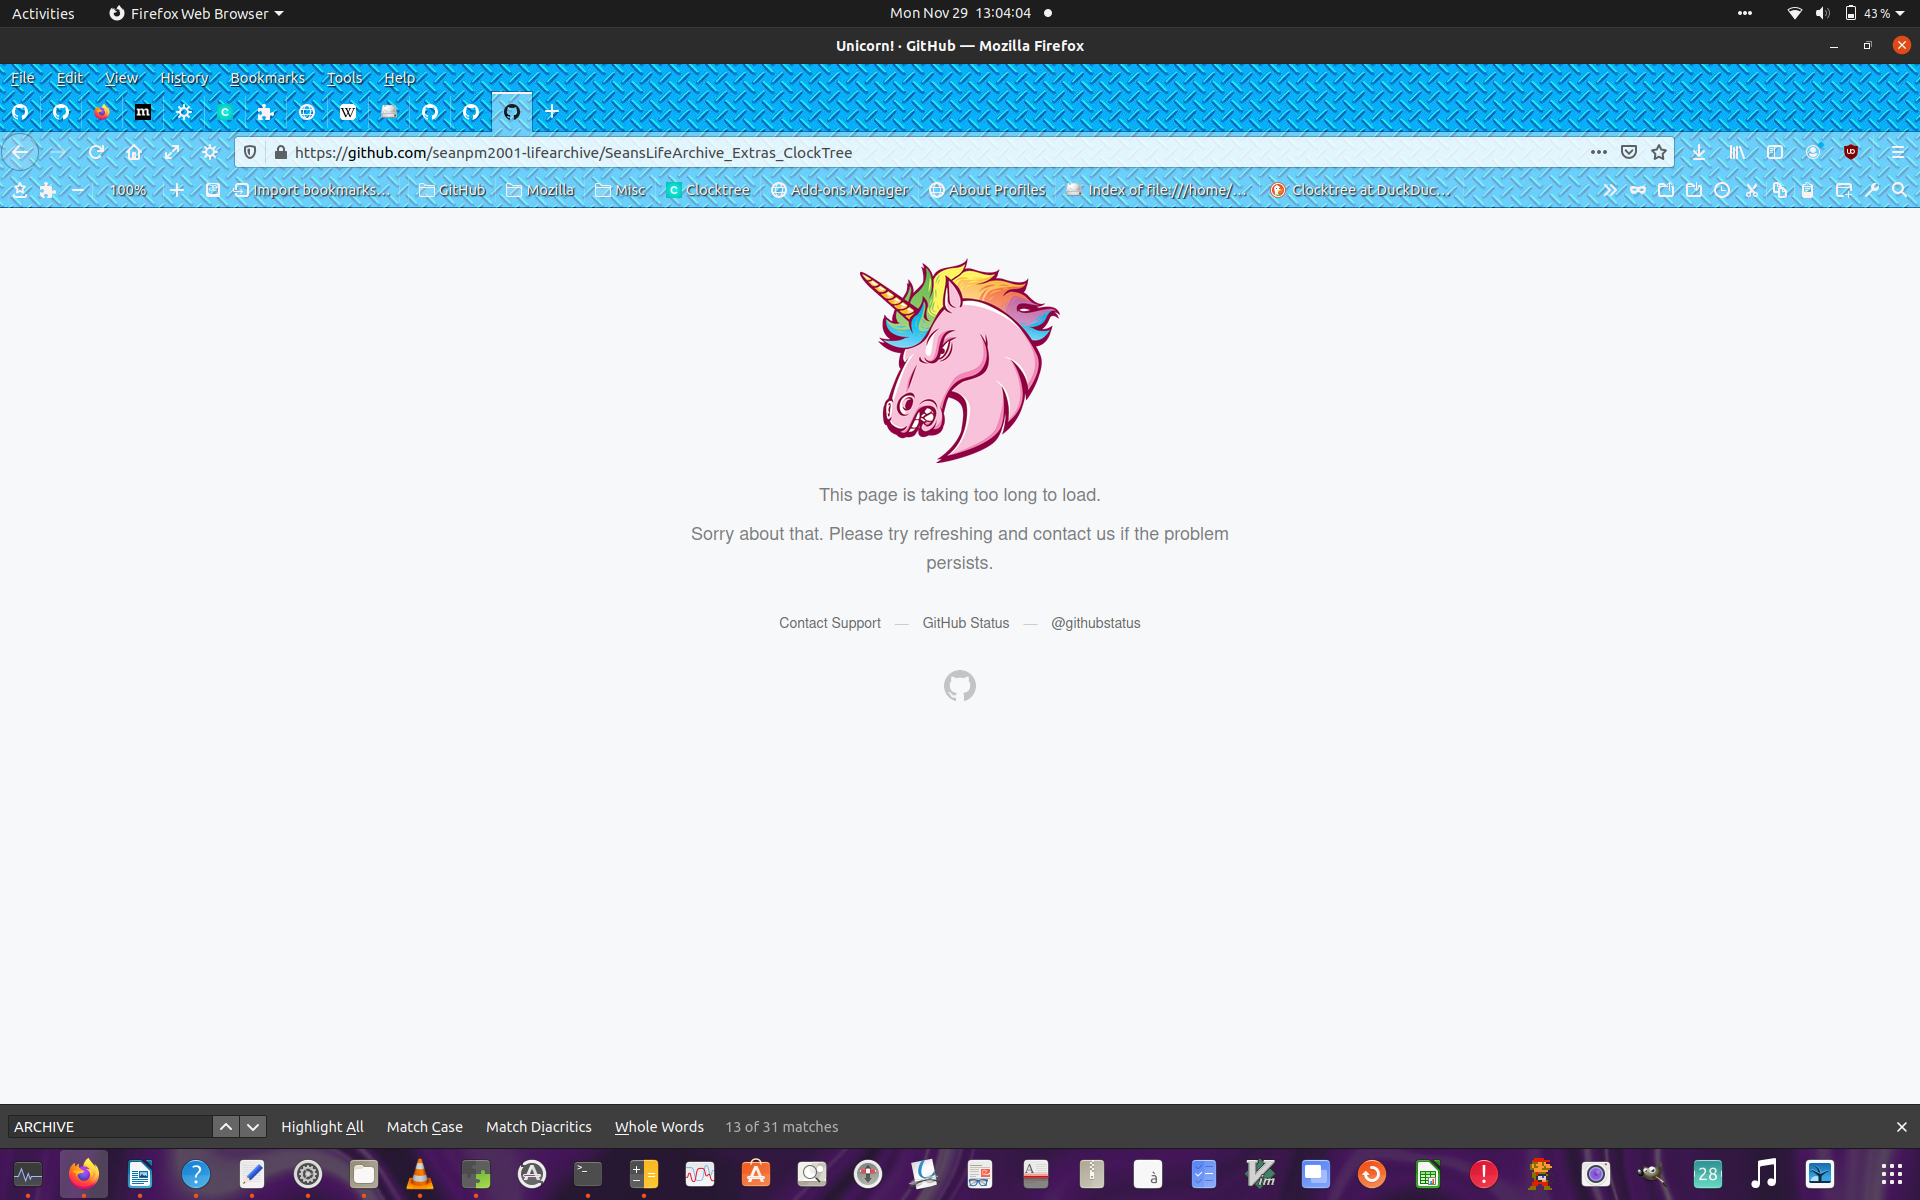 Activities
Firefox Web Browser
Mon Nov 29 13:04:04
43 %
Unicorn! · GitHub — Mozilla Firefox
File Edit View History Bookmarks Tools Help
m
C
W
https://github.com/seanpm2001-lifearchive/SeansLifeArchive_Extras_ClockTree
100%
Import bookmarks...
GitHub
Mozilla
Misc
C Clocktree
Add-ons Manager
About Profiles
Index of file:///home/...
Clocktree at DuckDuc...
This page is taking too long to load.
Sorry about that. Please try refreshing and contact us if the problem
persists.
Contact Support — GitHub Status — @githubstatus
ARCHIVE
Highlight All
Match Case
Match Diacritics
Whole Words
13 of 31 matches
?
>_
A
à
Vim
!
28